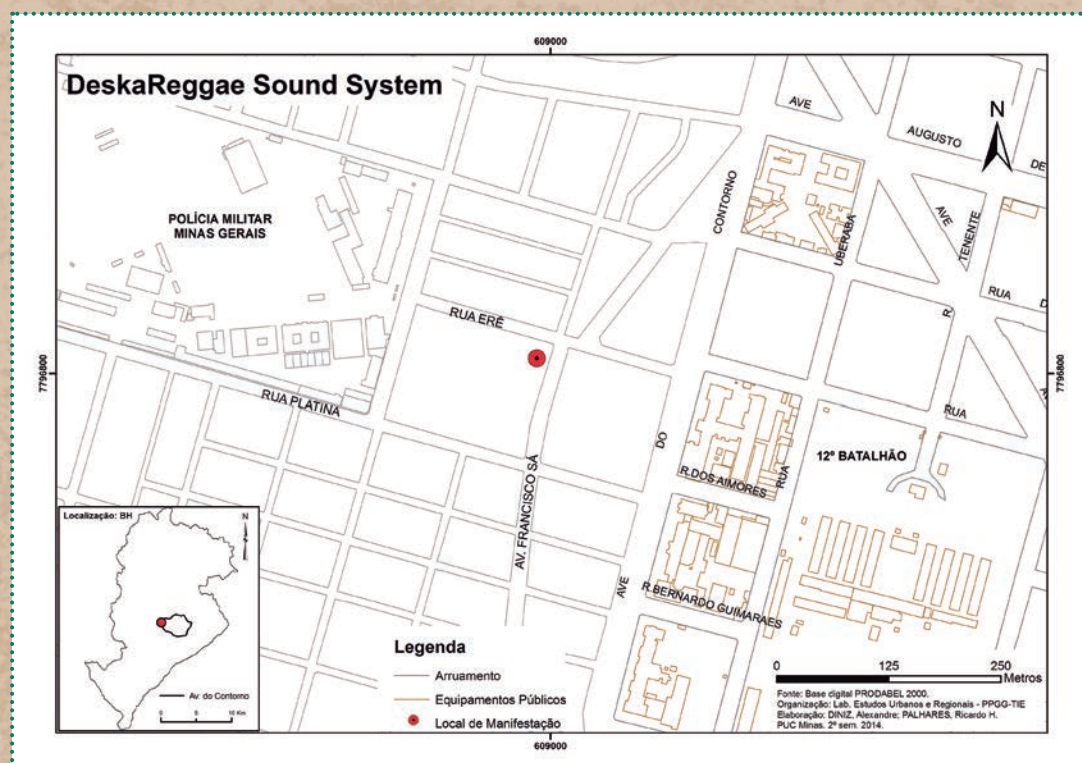 609000
DeskaReggae Sound System
N
AVE
AUGUSTO
DE
CONTORNO
UBERABA
AVE
TENENTE
POLÍCIA MILITAR
MINAS GERAIS
RUA
D
R.
RUA ERÊ
7796800
7796800
RUA PLATINA
RUA
DO
12º BATALHÃO
R.DOS AIMORES
RUA
AV. FRANCISCO SÁ
Localização: BH
N
AVE
R.BERNARDO GUIMARAES
Av. do Contorno
0 5 10 Km
Legenda
Arruamento
Equipamentos Públicos
Local de Manifestação
0 125 250
Metros
Fonte: Base digital PRODABEL 2000.
Organização: Lab. Estudos Urbanos e Regionais - PPGG-TIE
Elaboração: DINIZ, Alexandre; PALHARES, Ricardo H.
PUC Minas. 2º sem. 2014.
609000